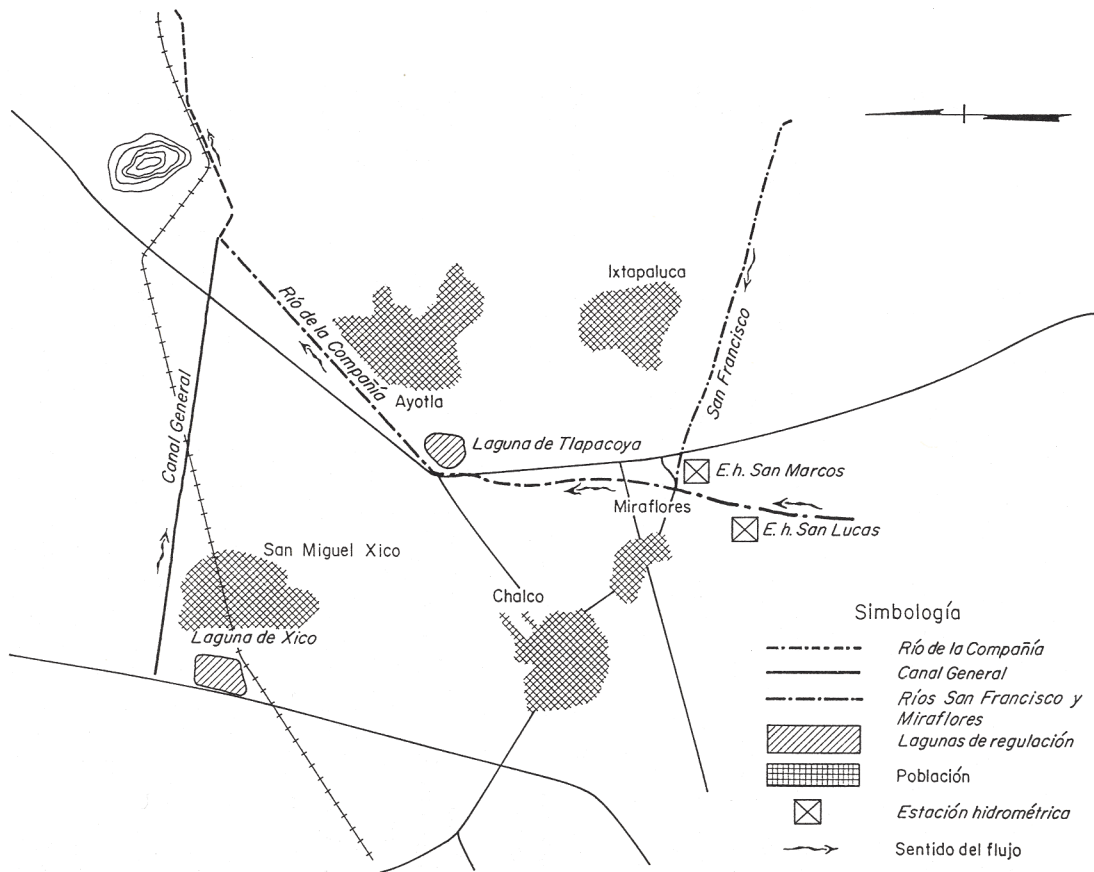 Ixtapaluca
Río de la Compañía
San Francisco
Canal General
Ayotla
Laguna de Tlapacoya
E.h. San Marcos
Miraflores
E.h. San Lucas
San Miguel Xico
Chalco
Laguna de Xico
Simbología
Río de la Compañía
Canal General
Ríos San Francisco y
Miraflores
Lagunas de regulación
Población
Estación hidrométrica
Sentido del flujo